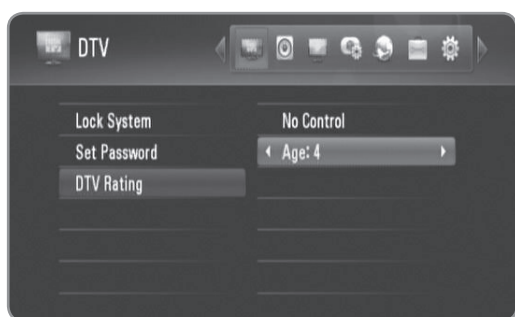 DTV
Lock System
No Control
Set Password
Age: 4
DTV Rating